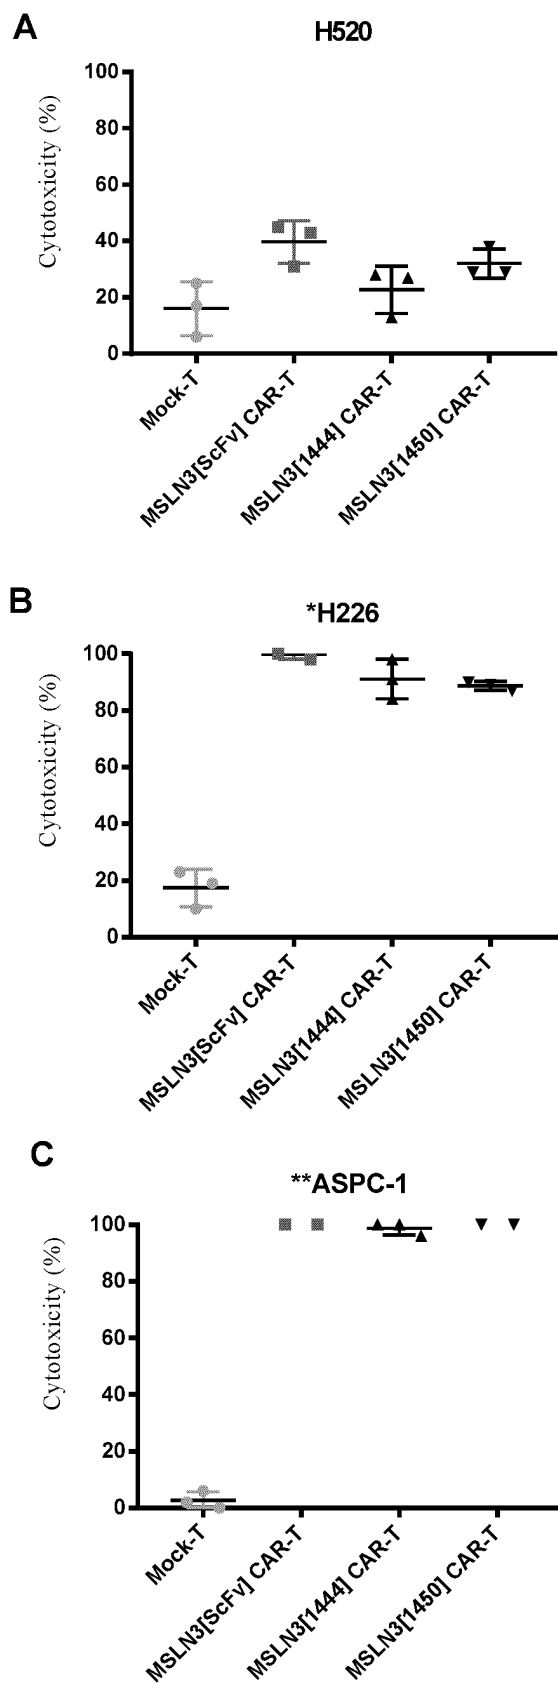 A
H520
Cytotoxicity (%)
100
80
60
40
20
0
Mock-T
MSLN3[ScFv] CAR-T
MSLN3[1444] CAR-T
MSLN3[1450] CAR-T
B
*H226
Cytotoxicity (%)
100
80
60
40
20
0
Mock-T
MSLN3[ScFv] CAR-T
MSLN3[1444] CAR-T
MSLN3[1450] CAR-T
C
**ASPC-1
Cytotoxicity (%)
100
80
60
40
20
0
Mock-T
MSLN3[ScFv] CAR-T
MSLN3[1444] CAR-T
MSLN3[1450] CAR-T